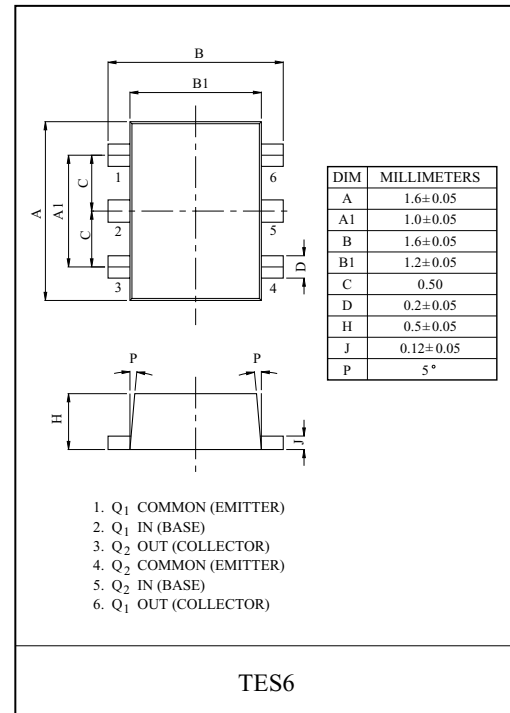 B
B1
1
6
C
A
A1
2
5
C
D
3
4
DIM MILLIMETERS
A 1.6±0.05
A1 1.0±0.05
B 1.6±0.05
B1 1.2±0.05
C 0.50
D 0.2±0.05
H 0.5±0.05
J 0.12±0.05
P 5°
P P
H
J
1. Q1 COMMON (EMITTER)
2. Q1 IN (BASE)
3. Q2 OUT (COLLECTOR)
4. Q2 COMMON (EMITTER)
5. Q2 IN (BASE)
6. Q1 OUT (COLLECTOR)
TES6